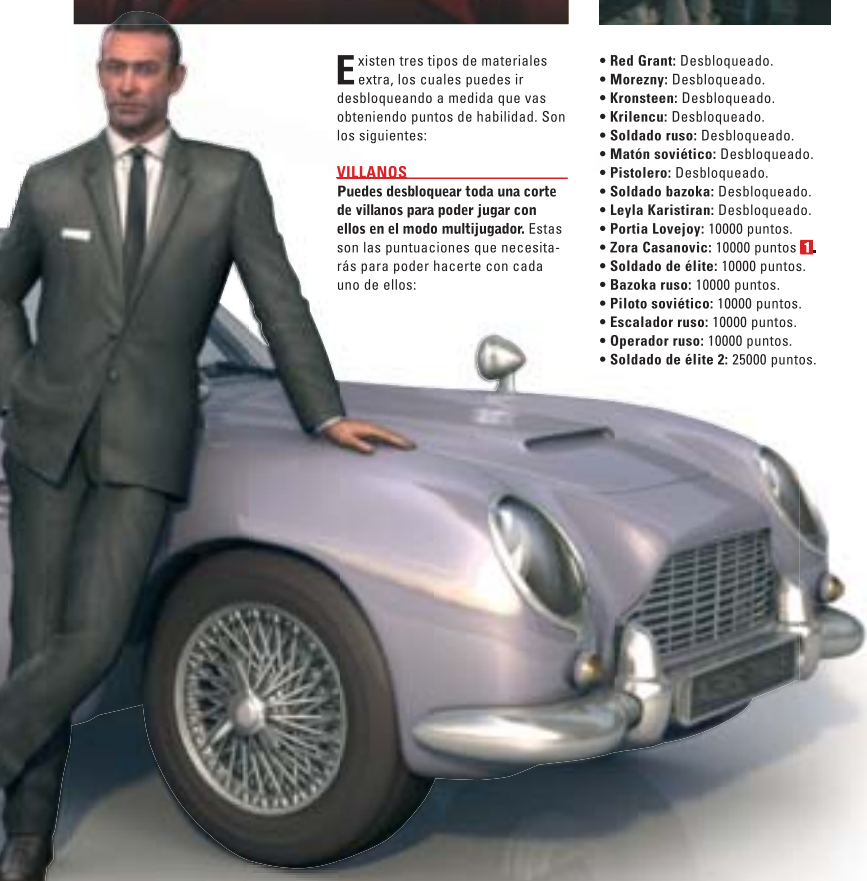 Existen tres tipos de materiales
extra, los cuales puedes ir
desbloqueando a medida que vas
obteniendo puntos de habilidad. Son
los siguientes:
VILLANOS
Puedes desbloquear toda una corte
de villanos para poder jugar con
ellos en el modo multijugador. Estas
son las puntuaciones que necesita-
rás para poder hacerte con cada
uno de ellos:
• Red Grant: Desbloqueado.
• Morezny: Desbloqueado.
• Kronsteen: Desbloqueado.
• Krilencu: Desbloqueado.
• Soldado ruso: Desbloqueado.
• Matón soviético: Desbloqueado.
• Pistolero: Desbloqueado.
• Soldado bazoka: Desbloqueado.
• Leyla Karistiran: Desbloqueado.
• Portia Lovejoy: 10000 puntos.
• Zora Casanovic: 10000 puntos 1.
• Soldado de élite: 10000 puntos.
• Bazoka ruso: 10000 puntos.
• Piloto soviético: 10000 puntos.
• Escalador ruso: 10000 puntos.
• Operador ruso: 10000 puntos.
• Soldado de élite 2: 25000 puntos.